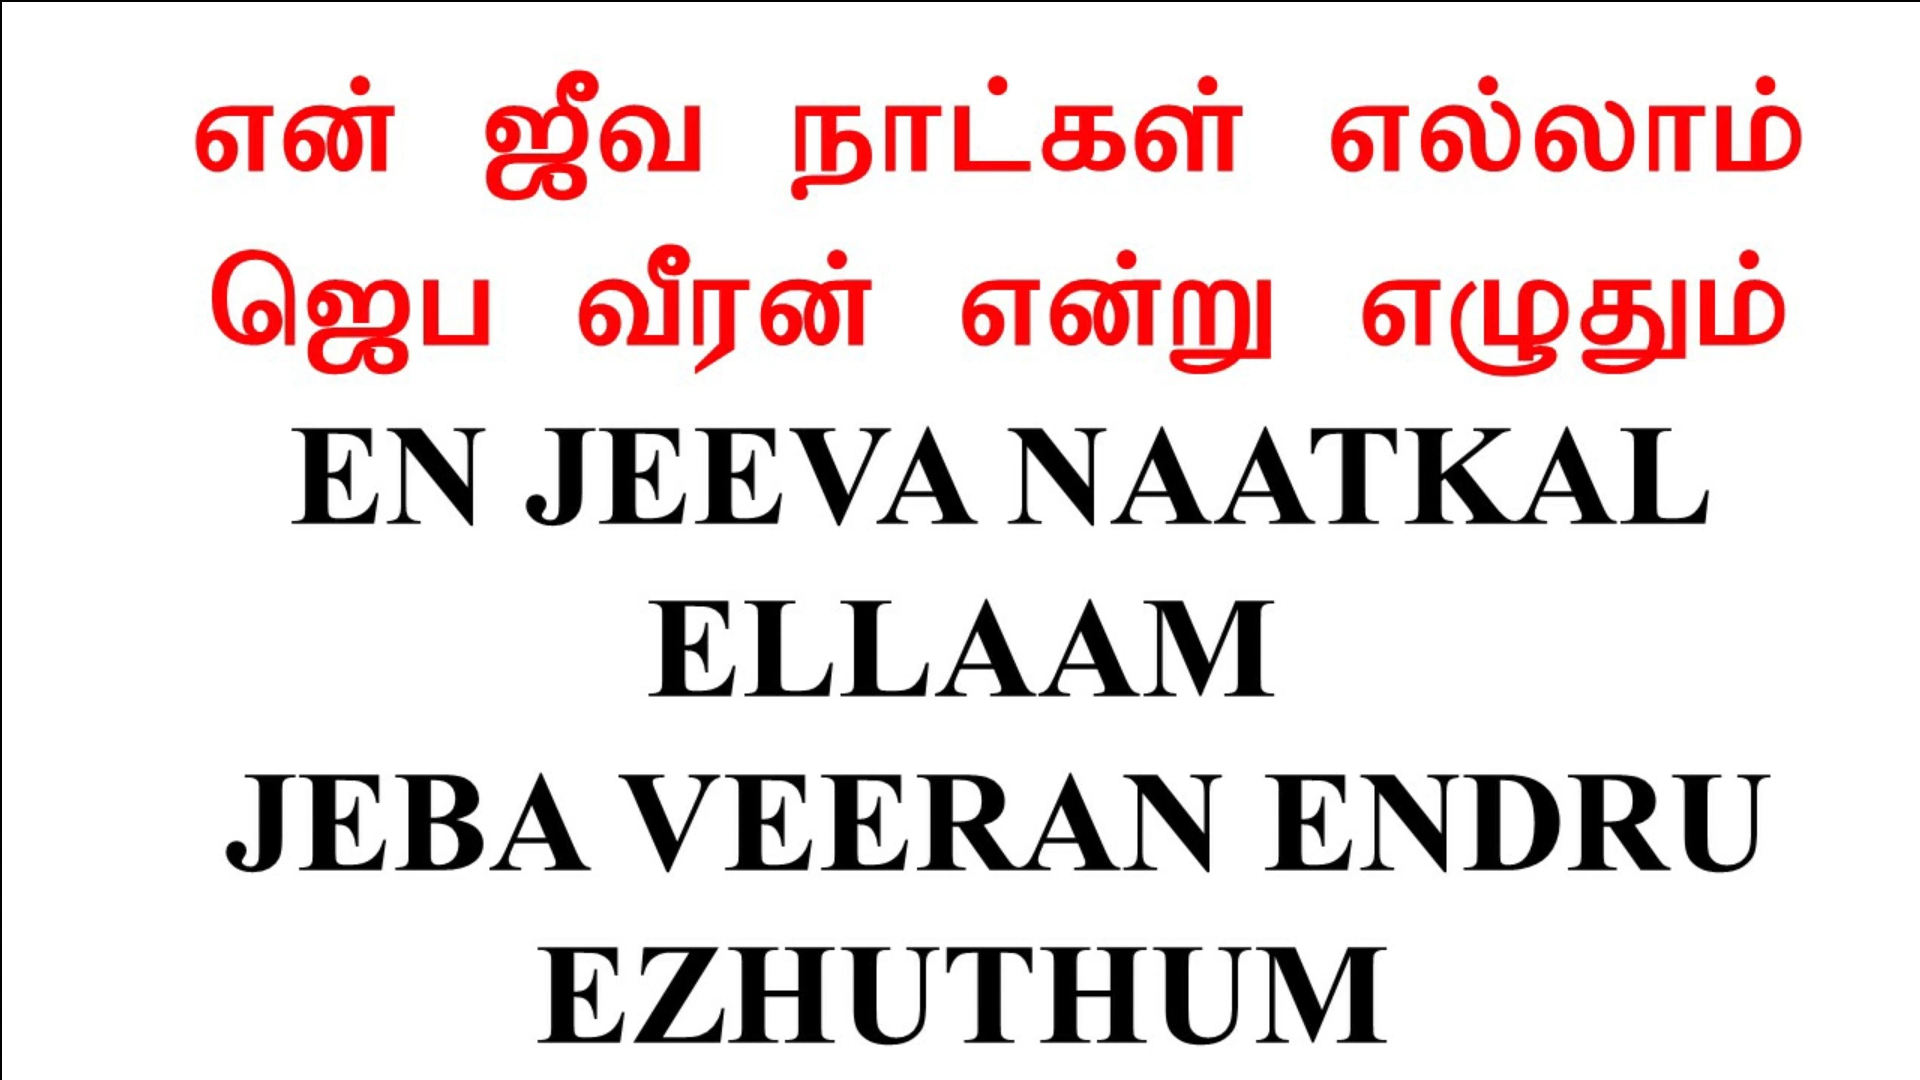 என் ஜீவ நாட்கள் எல்லாம்
ஜெப வீரன் என்று எழுதும்
EN JEEVA NAATKAL
ELLAAM
JEBA VEERAN ENDRU
EZHUTHUM